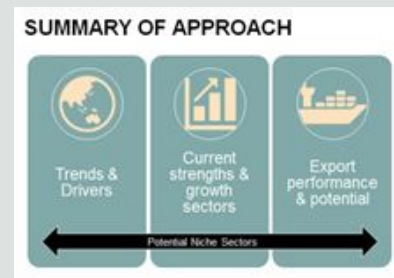 SUMMARY OF APPROACH
Trends &
Drivers
Current
strengths &
growth
sectors
Export
performance
& potential
Potential Niche Sectors